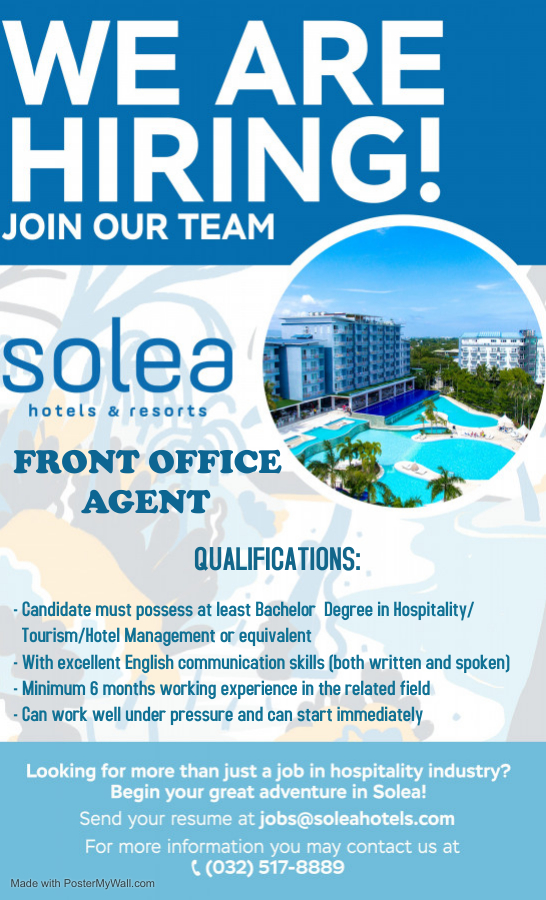 WE ARE
HIRING!
JOIN OUR TEAM
solea
hotels & resorts
FRONT OFFICE
AGENT
QUALIFICATIONS:
- Candidate must possess at least Bachelor Degree in Hospitality/
Tourism/Hotel Management or equivalent
- With excellent English communication skills (both written and spoken)
- Minimum 6 months working experience in the related field
- Can work well under pressure and can start immediately
Looking for more than just a job in hospitality industry?
Begin your great adventure in Solea!
Send your resume at jobs@soleahotels.com
For more information you may contact us at
(032) 517-8889
Made with PosterMyWall.com